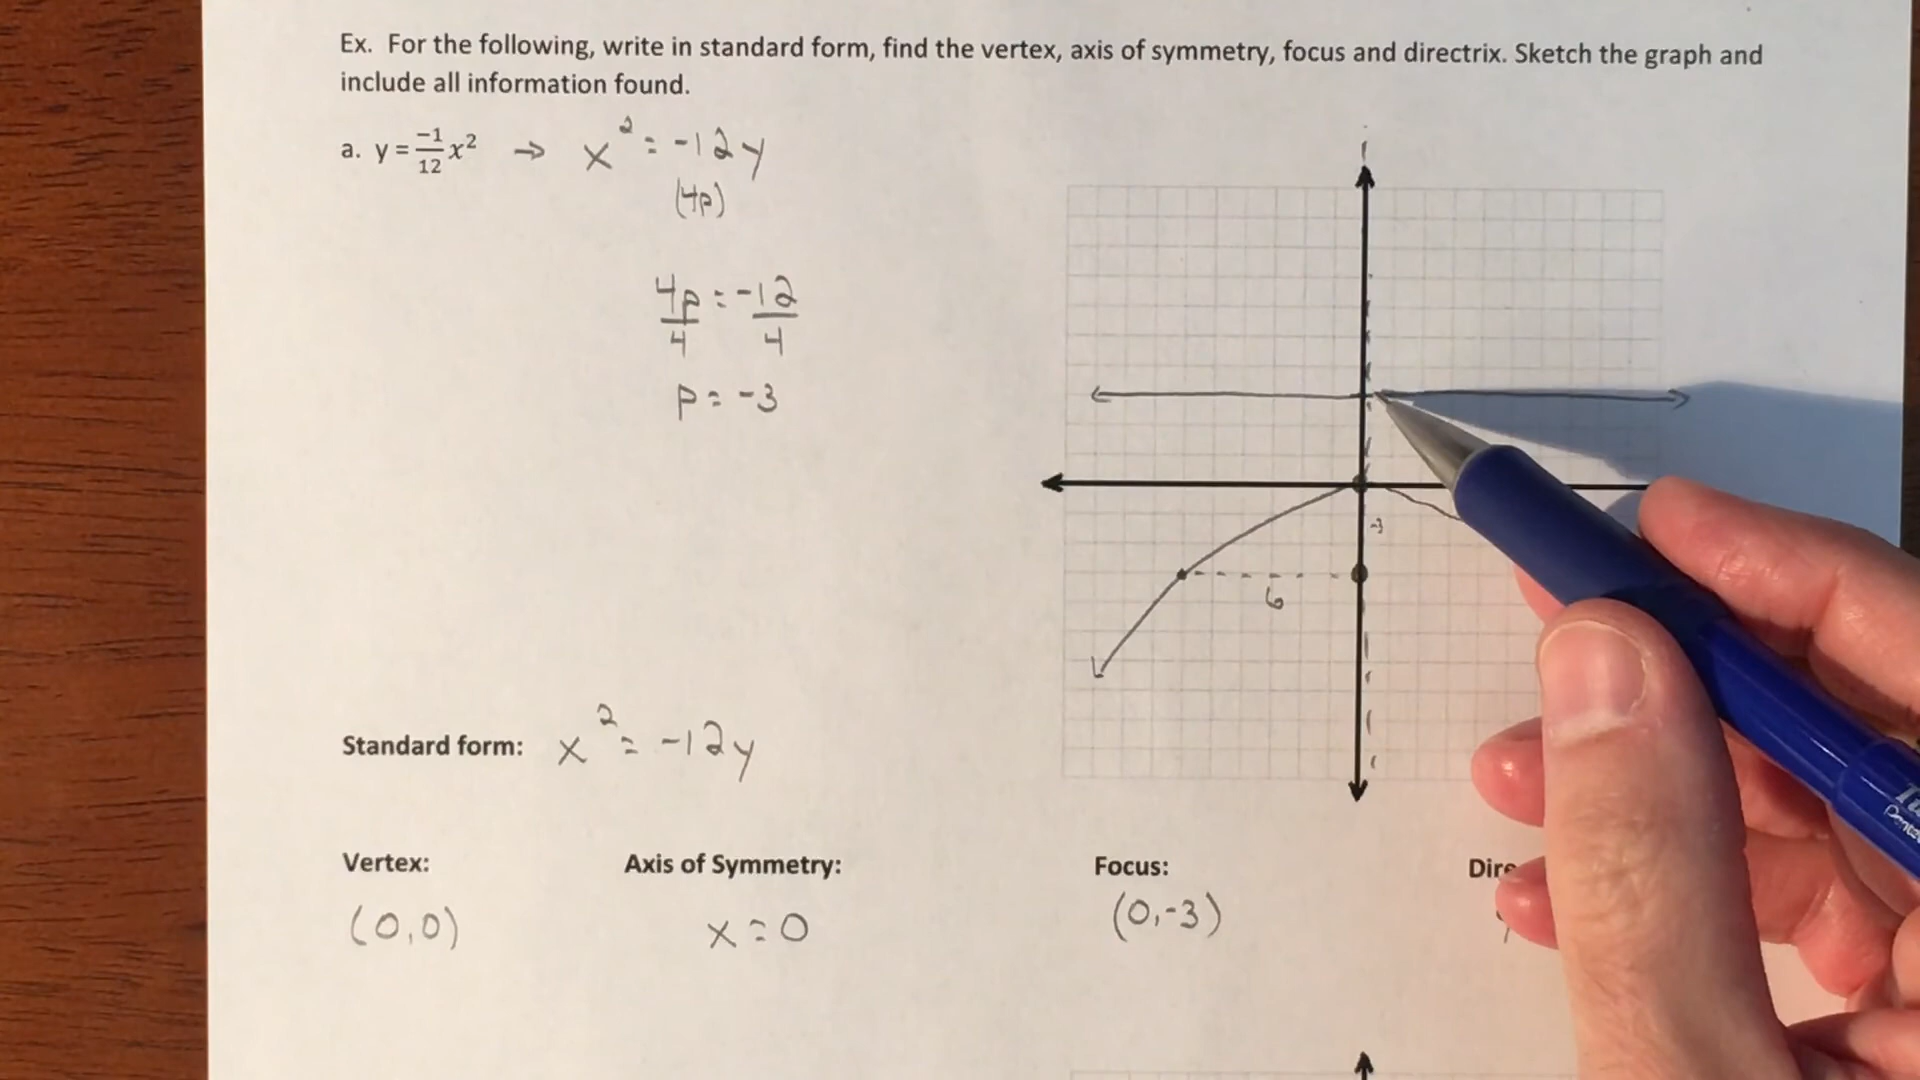 Ex. For the following, write in standard form, find the vertex, axis of symmetry, focus and directrix. Sketch the graph and
include all information found.
a. y = -1/12 x² → x² = -12y
(4p)
4p = -12
4 4
p = -3
-3
6
Standard form: x² = -12y
Vertex: Axis of Symmetry: Focus:
(0,0) x = 0 (0,-3)